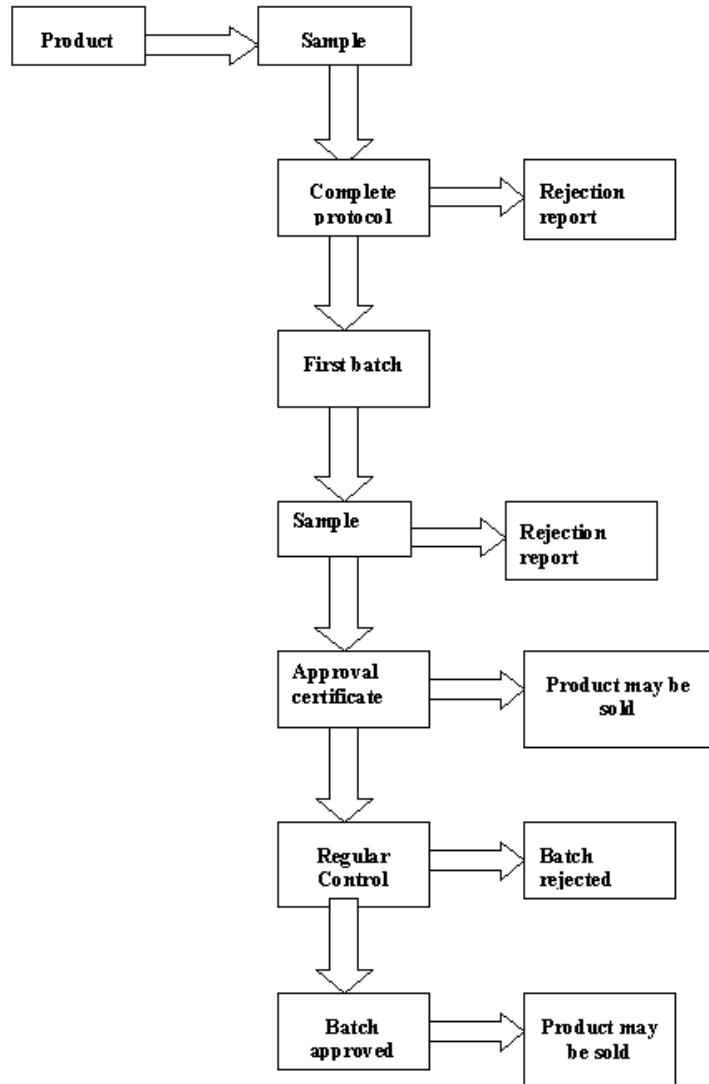 Product
Sample
Complete
protocol
Rejection
report
First batch
Sample
Rejection
report
Approval
certificate
Product may be
sold
Regular
Control
Batch
rejected
Batch
approved
Product may
be sold